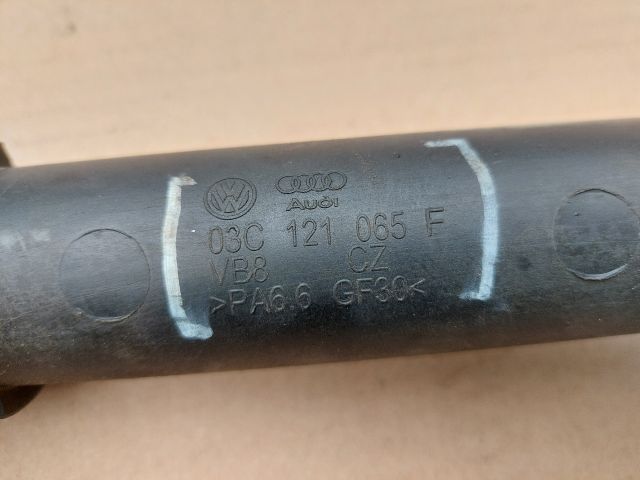 Audi
03C 121 065 F
VB8 CZ
>PA6.6 GF30<